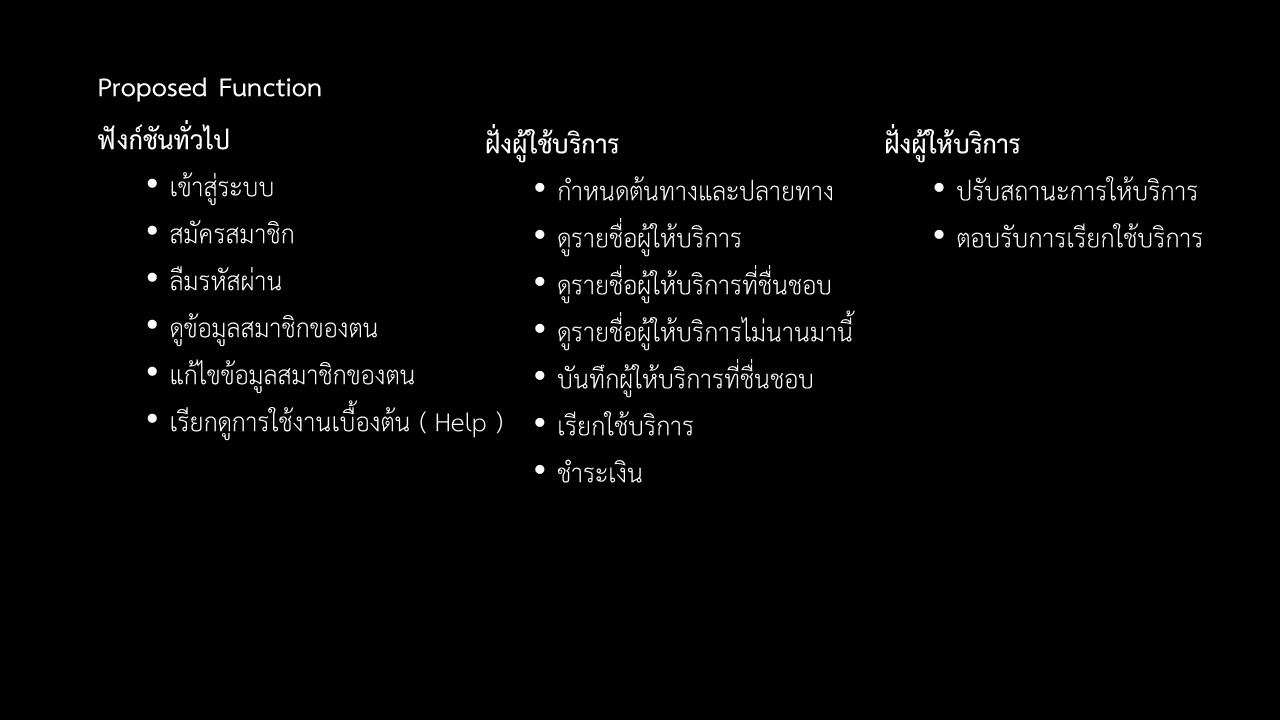 Proposed Function
ฟังก์ชันทั่วไป
• เข้าสู่ระบบ
• สมัครสมาชิก
• ลืมรหัสผ่าน
• ดูข้อมูลสมาชิกของตน
• แก้ไขข้อมูลสมาชิกของตน
• เรียกดูการใช้งานเบื้องต้น ( Help )
ฝั่งผู้ใช้บริการ
• กำหนดต้นทางและปลายทาง
• ดูรายชื่อผู้ให้บริการ
• ดูรายชื่อผู้ให้บริการที่ชื่นชอบ
• ดูรายชื่อผู้ให้บริการไม่นานมานี้
• บันทึกผู้ให้บริการที่ชื่นชอบ
• เรียกใช้บริการ
• ชำระเงิน
ฝั่งผู้ให้บริการ
• ปรับสถานะการให้บริการ
• ตอบรับการเรียกใช้บริการ